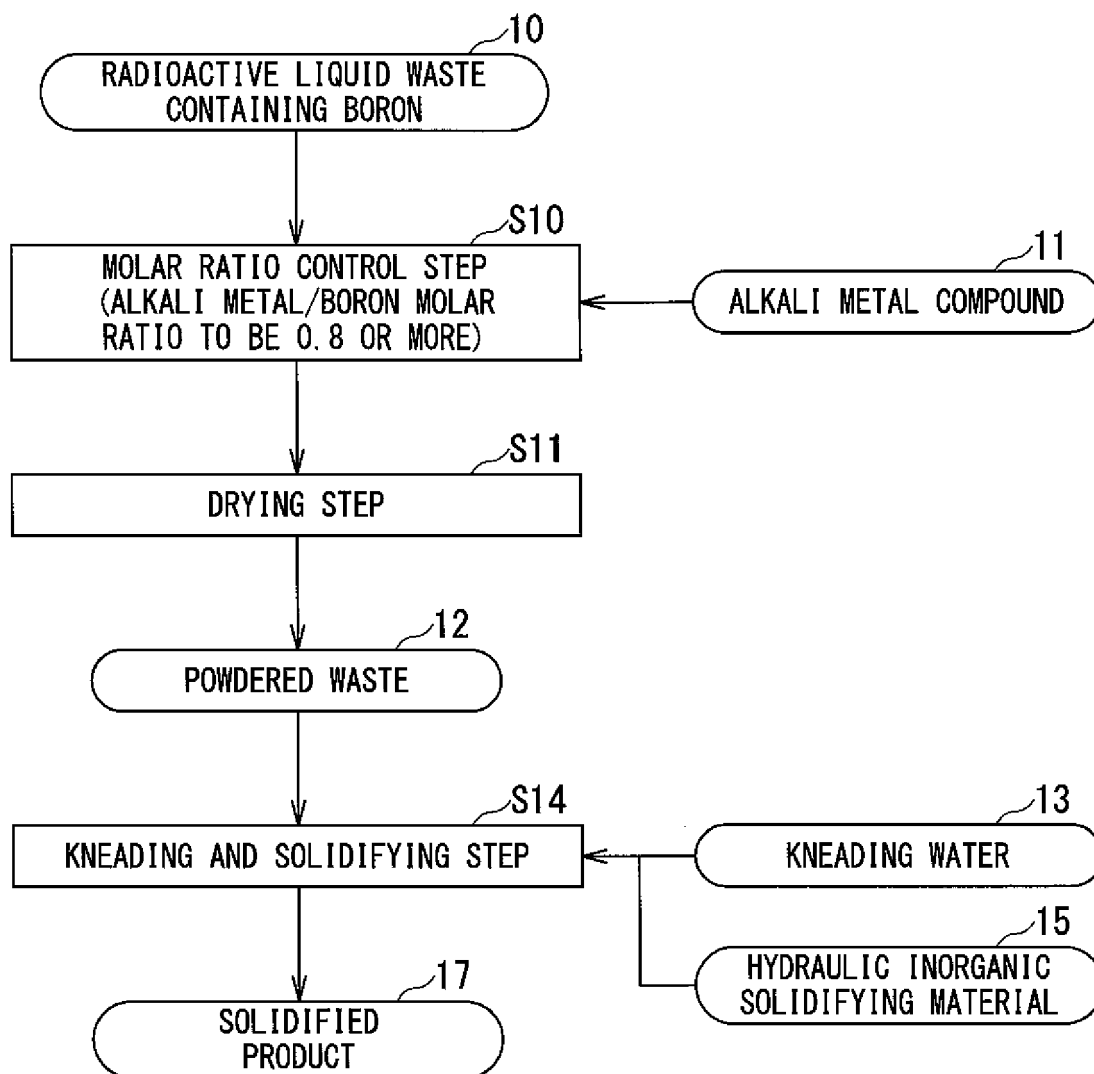 10
RADIOACTIVE LIQUID WASTE
CONTAINING BORON
S10
MOLAR RATIO CONTROL STEP
(ALKALI METAL/BORON MOLAR
RATIO TO BE 0.8 OR MORE)
11
ALKALI METAL COMPOUND
S11
DRYING STEP
12
POWDERED WASTE
S14
KNEADING AND SOLIDIFYING STEP
13
KNEADING WATER
15
HYDRAULIC INORGANIC
SOLIDIFYING MATERIAL
17
SOLIDIFIED
PRODUCT